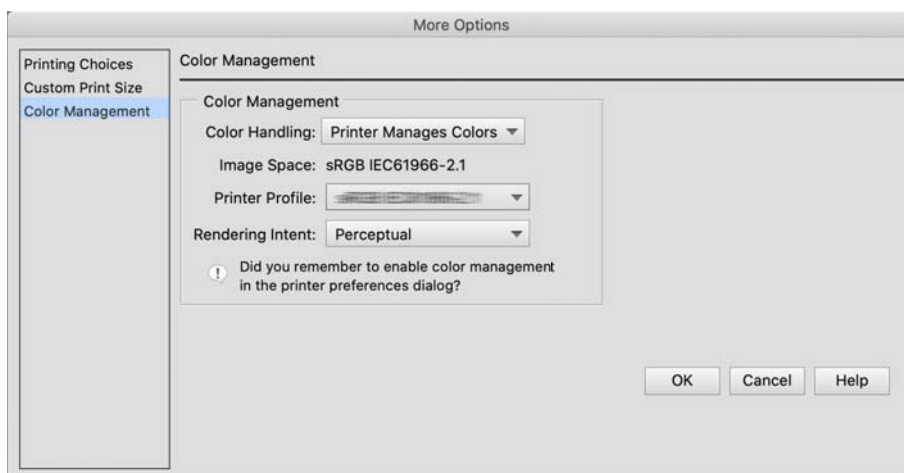 More Options
Printing Choices
Custom Print Size
Color Management
Color Management
Color Management
Color Handling: Printer Manages Colors
Image Space: sRGB IEC61966-2.1
Printer Profile:
Rendering Intent: Perceptual
! Did you remember to enable color management
in the printer preferences dialog?
OK Cancel Help